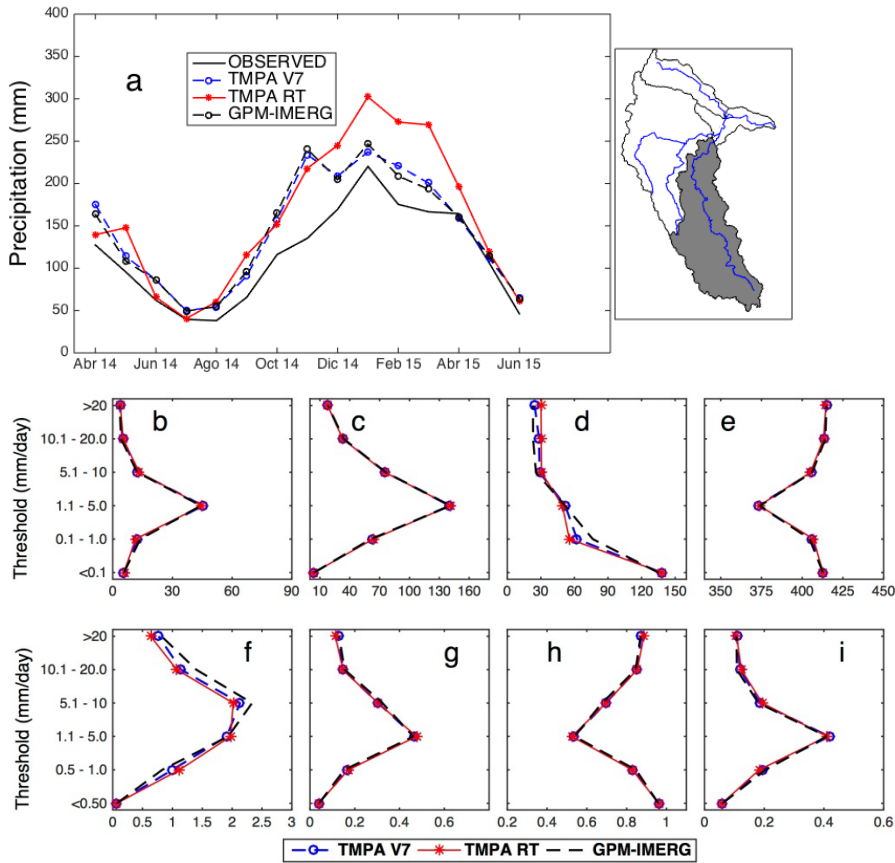 400
350
300
250
200
150
100
50
0
Precipitation (mm)
a
OBSERVED
TMPA V7
TMPA RT
GPM-IMERG
Abr 14 Jun 14 Ago 14 Oct 14 Dic 14 Feb 15 Abr 15 Jun 15
Threshold (mm/day)
>20
10.1 - 20.0
5.1 - 10
1.1 - 5.0
0.1 - 1.0
<0.1
b c d e
0 30 60 90
10 40 70 100 130 160
0 30 60 90 120 150
350 375 400 425 450
Threshold (mm/day)
>20
10.1 - 20.0
5.1 - 10
1.1 - 5.0
0.5 - 1.0
<0.50
f g h i
0 0.5 1 1.5 2 2.5 3
0.2 0.4 0.6
0.2 0.4 0.6 0.8 1
0 0.2 0.4 0.6
TMPA V7 TMPA RT GPM-IMERG